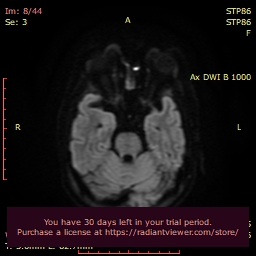 Im: 8/44
Se: 3
A
STP86
STP86
F
Ax DWI B 1000
R
L
You have 30 days left in your trial period.
Purchase a license at https://radiantviewer.com/store/